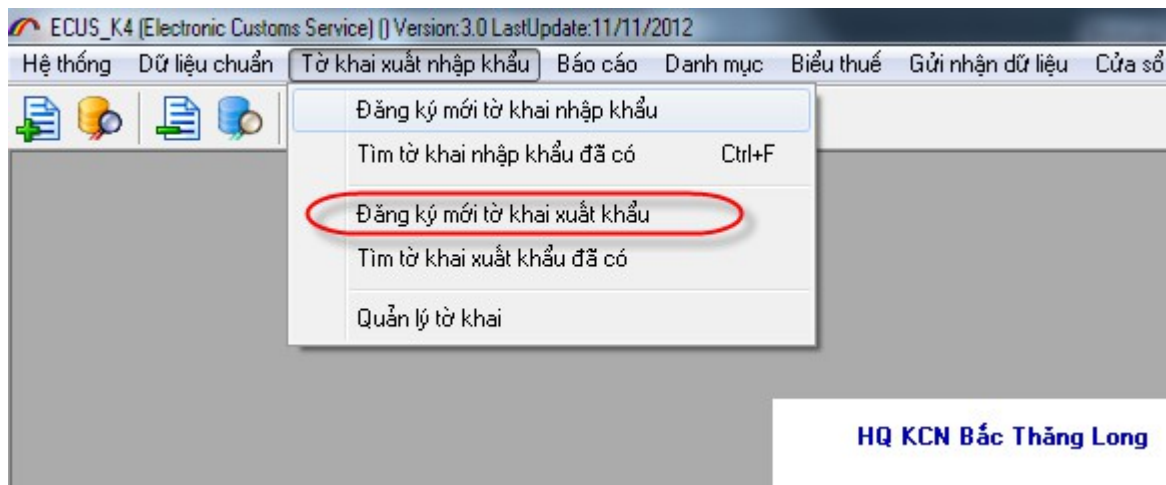 ECUS_K4 (Electronic Customs Service) () Version:3.0 LastUpdate:11/11/2012
Hệ thống Dữ liệu chuẩn Tờ khai xuất nhập khẩu Báo cáo Danh mục Biểu thuế Gửi nhận dữ liệu Cửa sổ
Đăng ký mới tờ khai nhập khẩu
Tìm tờ khai nhập khẩu đã có Ctrl+F
Đăng ký mới tờ khai xuất khẩu
Tìm tờ khai xuất khẩu đã có
Quản lý tờ khai
HQ KCN Bắc Thăng Long